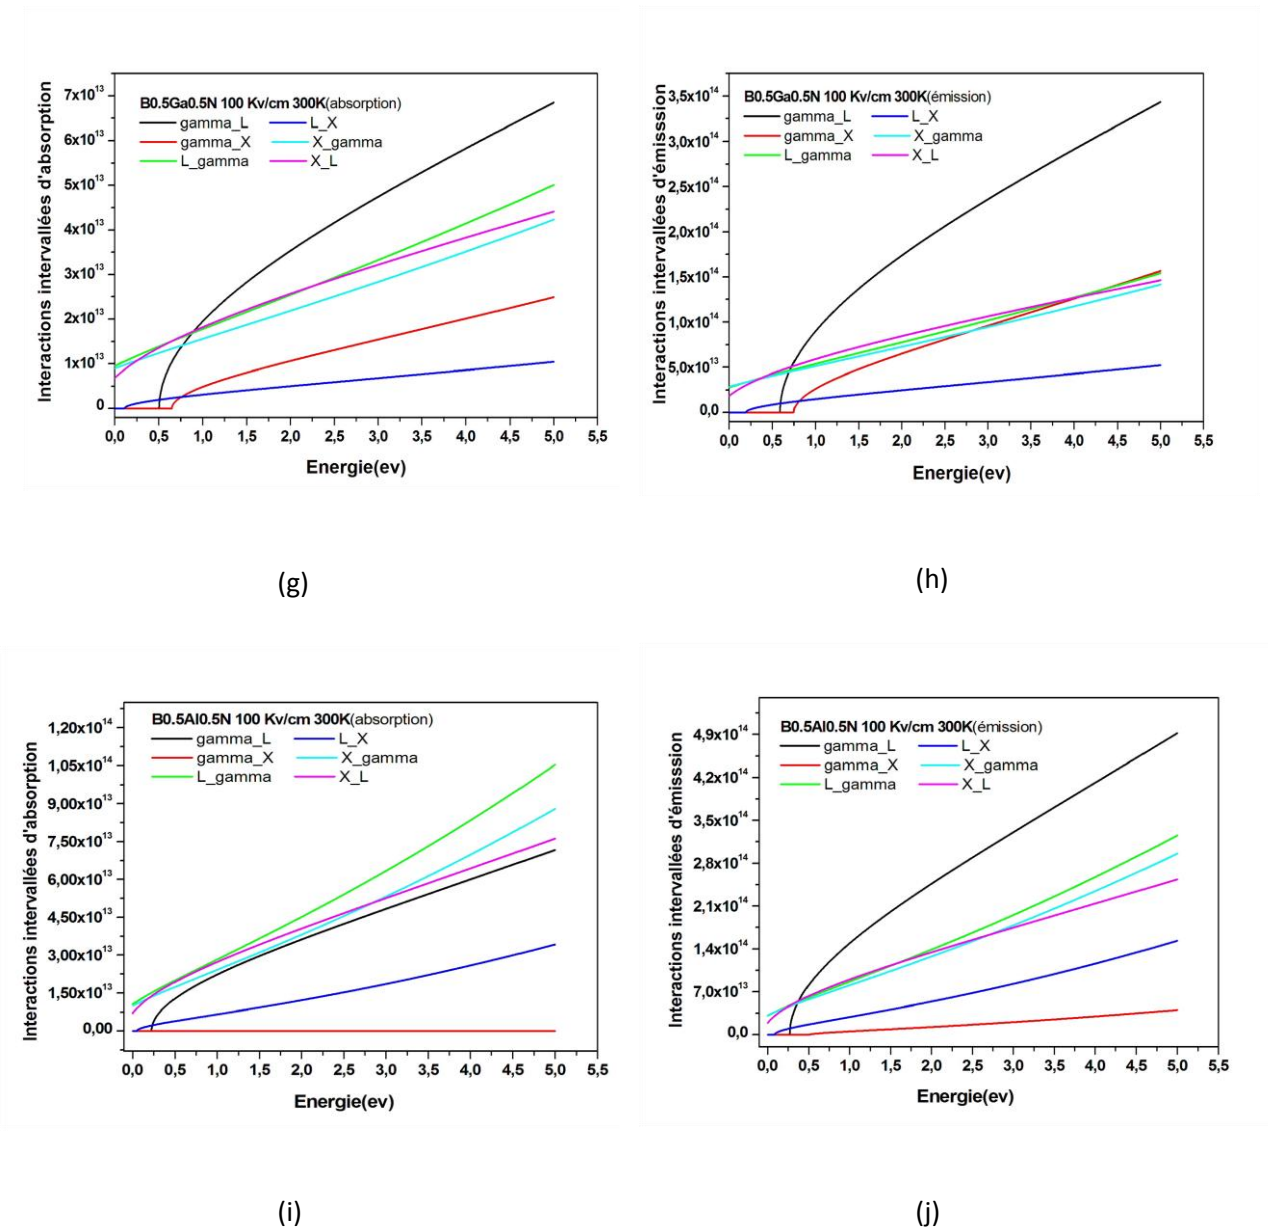 Interactions intervallées d'absorption
7x10^13
6x10^13
5x10^13
4x10^13
3x10^13
2x10^13
1x10^13
0
B0.5Ga0.5N 100 Kv/cm 300K(absorption)
gamma_L L_X
gamma_X X_gamma
L_gamma X_L
0,0 0,5 1,0 1,5 2,0 2,5 3,0 3,5 4,0 4,5 5,0 5,5
Energie(ev)
(g)
Interactions intervallées d'émisssion
3,5x10^14
3,0x10^14
2,5x10^14
2,0x10^14
1,5x10^14
1,0x10^14
5,0x10^13
0,0
B0.5Ga0.5N 100 Kv/cm 300K(émission)
gamma_L L_X
gamma_X X_gamma
L_gamma X_L
0,0 0,5 1,0 1,5 2,0 2,5 3,0 3,5 4,0 4,5 5,0 5,5
Energie(ev)
(h)
Interactions intervallées d'absorption
1,20x10^14
1,05x10^14
9,00x10^13
7,50x10^13
6,00x10^13
4,50x10^13
3,00x10^13
1,50x10^13
0,00
B0.5Al0.5N 100 Kv/cm 300K(absorption)
gamma_L L_X
gamma_X X_gamma
L_gamma X_L
0,0 0,5 1,0 1,5 2,0 2,5 3,0 3,5 4,0 4,5 5,0 5,5
Energie(ev)
(i)
Interactions intervallées d'émisssion
4,9x10^14
4,2x10^14
3,5x10^14
2,8x10^14
2,1x10^14
1,4x10^14
7,0x10^13
0,0
B0.5Al0.5N 100 Kv/cm 300K(émission)
gamma_L L_X
gamma_X X_gamma
L_gamma X_L
0,0 0,5 1,0 1,5 2,0 2,5 3,0 3,5 4,0 4,5 5,0 5,5
Energie(ev)
(j)